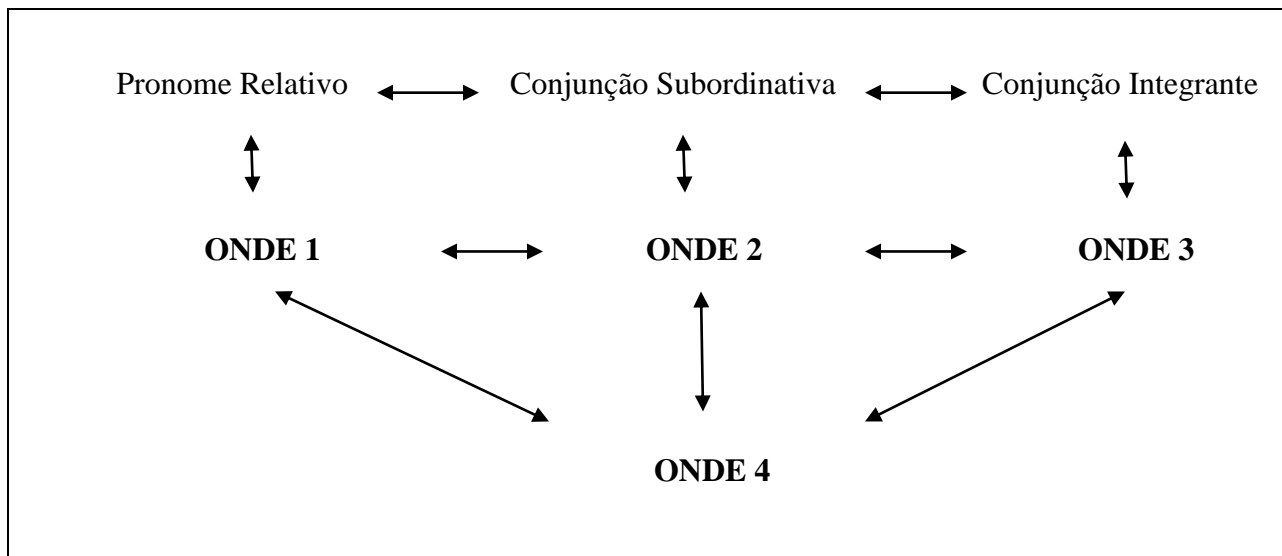 Pronome Relativo Conjunção Subordinativa Conjunção Integrante
ONDE 1 ONDE 2 ONDE 3
ONDE 4